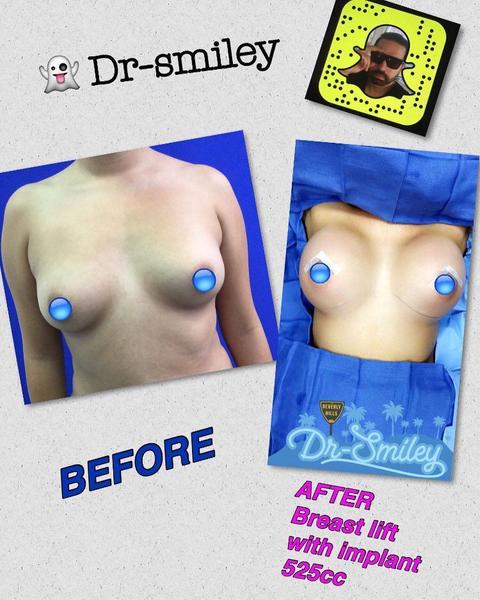 Dr-smiley
BEFORE
BEVERLY
HILLS
Dr-Smiley
AFTER
Breast lift
with implant
525cc